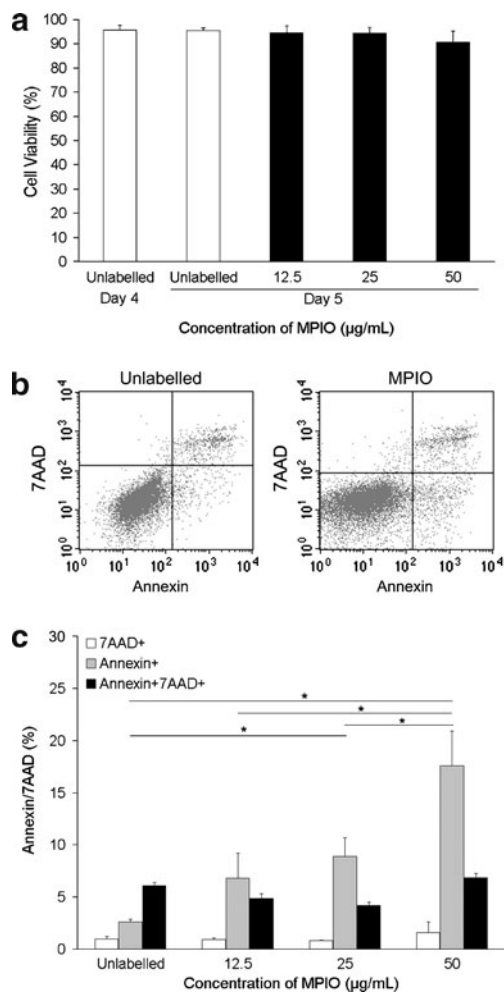 a
Cell Viability (%)
100
90
80
70
60
50
40
30
20
10
0
Unlabelled Unlabelled 12.5 25 50
Day 4 Day 5
Concentration of MPIO (µg/mL)
b
Unlabelled MPIO
7AAD
10⁴
10³
10²
10¹
10⁰
10⁰ 10¹ 10² 10³ 10⁴
Annexin
7AAD
10⁴
10³
10²
10¹
10⁰
10⁰ 10¹ 10² 10³ 10⁴
Annexin
c
Annexin/7AAD (%)
30
25
20
15
10
5
0
7AAD+
Annexin+
Annexin+7AAD+
*
*
*
*
Unlabelled 12.5 25 50
Concentration of MPIO (µg/mL)